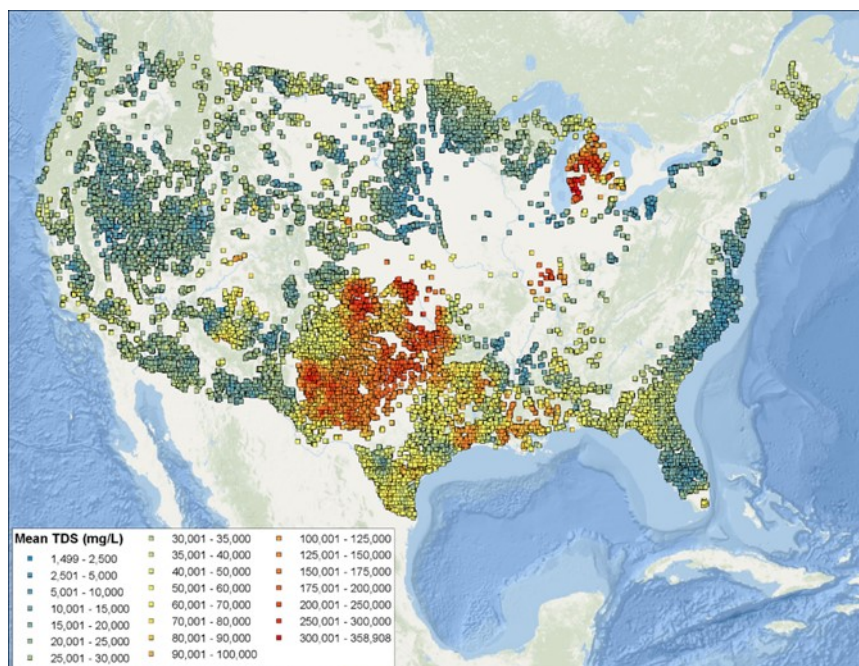 Mean TDS (mg/L)
1,499 - 2,500
2,501 - 5,000
5,001 - 10,000
10,001 - 15,000
15,001 - 20,000
20,001 - 25,000
25,001 - 30,000
30,001 - 35,000
35,001 - 40,000
40,001 - 50,000
50,001 - 60,000
60,001 - 70,000
70,001 - 80,000
80,001 - 90,000
90,001 - 100,000
100,001 - 125,000
125,001 - 150,000
150,001 - 175,000
175,001 - 200,000
200,001 - 250,000
250,001 - 300,000
300,001 - 358,908